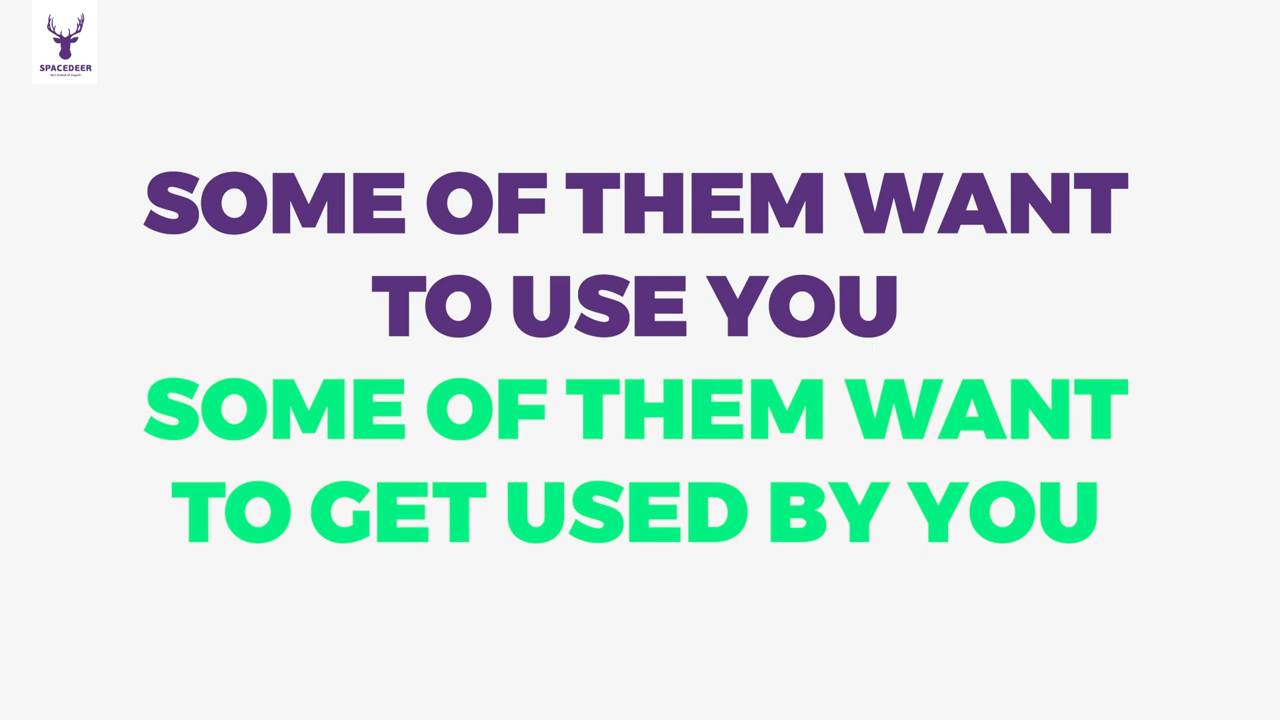 SPACEDEER
SOME OF THEM WANT
TO USE YOU
SOME OF THEM WANT
TO GET USED BY YOU